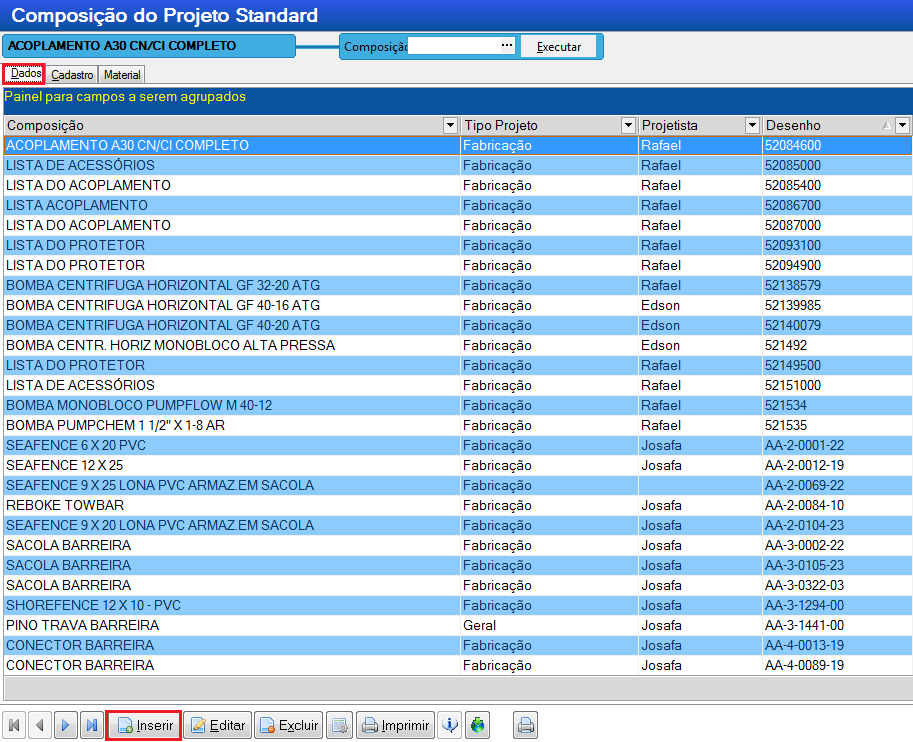 Composição do Projeto Standard
ACOPLAMENTO A30 CN/CI COMPLETO Composição ... Executar
Dados Cadastro Material
Painel para campos a serem agrupados
Composição Tipo Projeto Projetista Desenho
ACOPLAMENTO A30 CN/CI COMPLETO Fabricação Rafael 52084600
LISTA DE ACESSÓRIOS Fabricação Rafael 52085000
LISTA DO ACOPLAMENTO Fabricação Rafael 52085400
LISTA ACOPLAMENTO Fabricação Rafael 52086700
LISTA DO ACOPLAMENTO Fabricação Rafael 52087000
LISTA DO PROTETOR Fabricação Rafael 52093100
LISTA DO PROTETOR Fabricação Rafael 52094900
BOMBA CENTRIFUGA HORIZONTAL GF 32-20 ATG Fabricação Rafael 52138579
BOMBA CENTRIFUGA HORIZONTAL GF 40-16 ATG Fabricação Edson 52139985
BOMBA CENTRIFUGA HORIZONTAL GF 40-20 ATG Fabricação Edson 52140079
BOMBA CENTR. HORIZ MONOBLOCO ALTA PRESSA Fabricação Edson 521492
LISTA DO PROTETOR Fabricação Rafael 52149500
LISTA DE ACESSÓRIOS Fabricação Rafael 52151000
BOMBA MONOBLOCO PUMPFLOW M 40-12 Fabricação Rafael 521534
BOMBA PUMPCHEM 1 1/2" X 1-8 AR Fabricação Rafael 521535
SEAFENCE 6 X 20 PVC Fabricação Josafa AA-2-0001-22
SEAFENCE 12 X 25 Fabricação Josafa AA-2-0012-19
SEAFENCE 9 X 25 LONA PVC ARMAZ.EM SACOLA Fabricação AA-2-0069-22
REBOKE TOWBAR Fabricação Josafa AA-2-0084-10
SEAFENCE 9 X 20 LONA PVC ARMAZ.EM SACOLA Fabricação Josafa AA-2-0104-23
SACOLA BARREIRA Fabricação Josafa AA-3-0002-22
SACOLA BARREIRA Fabricação Josafa AA-3-0105-23
SACOLA BARREIRA Fabricação Josafa AA-3-0322-03
SHOREFENCE 12 X 10 - PVC Fabricação Josafa AA-3-1294-00
PINO TRAVA BARREIRA Geral Josafa AA-3-1441-00
CONECTOR BARREIRA Fabricação Josafa AA-4-0013-19
CONECTOR BARREIRA Fabricação Josafa AA-4-0089-19
Inserir Editar Excluir Imprimir